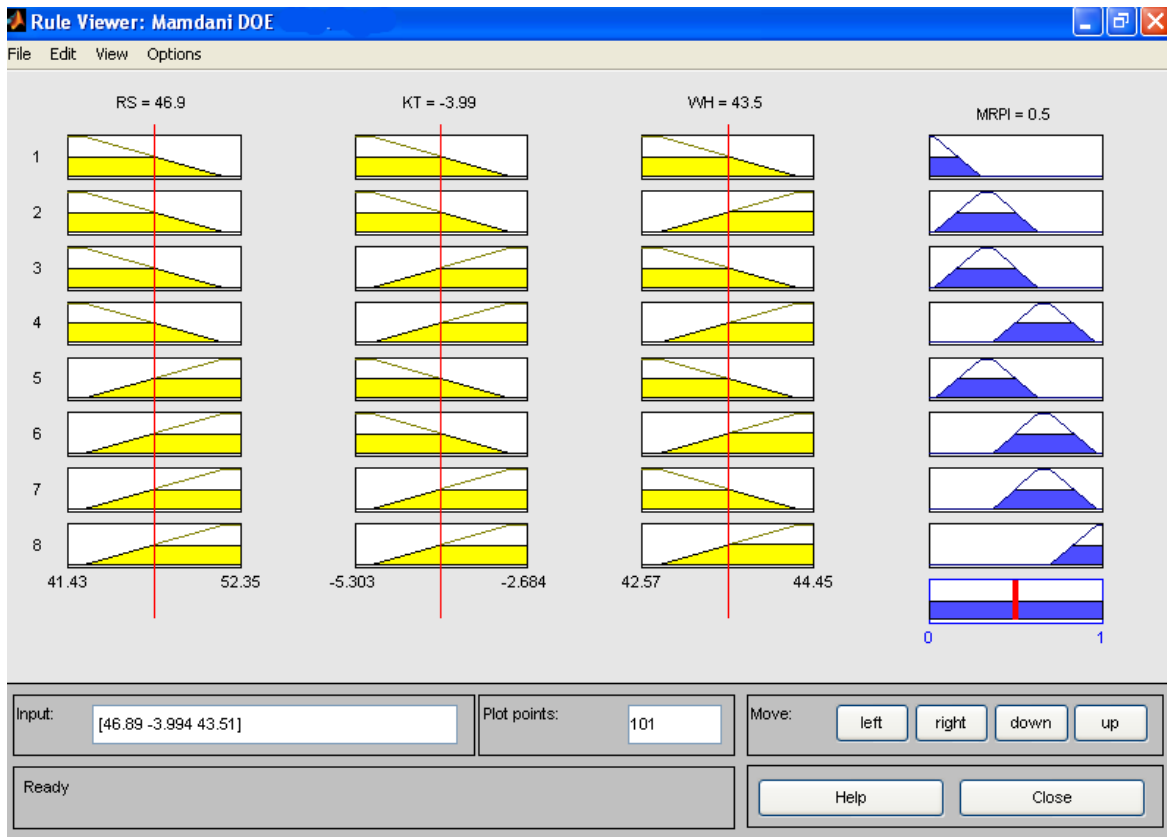 Rule Viewer: Mamdani DOE
File Edit View Options
RS = 46.9 KT = -3.99 WH = 43.5 MRPI = 0.5
1
2
3
4
5
6
7
8
41.43 52.35 -5.303 -2.684 42.57 44.45
0 1
Input: [46.89 -3.994 43.51] Plot points: 101 Move: left right down up
Ready Help Close